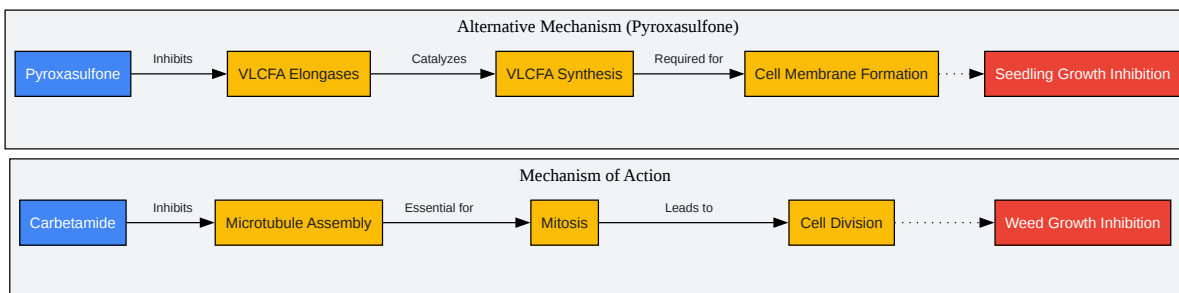 Alternative Mechanism (Pyroxasulfone)
Pyroxasulfone
Inhibits
VLCFA Elongases
Catalyzes
VLCFA Synthesis
Required for
Cell Membrane Formation
Seedling Growth Inhibition
Mechanism of Action
Carbetamide
Inhibits
Microtubule Assembly
Essential for
Mitosis
Leads to
Cell Division
Weed Growth Inhibition